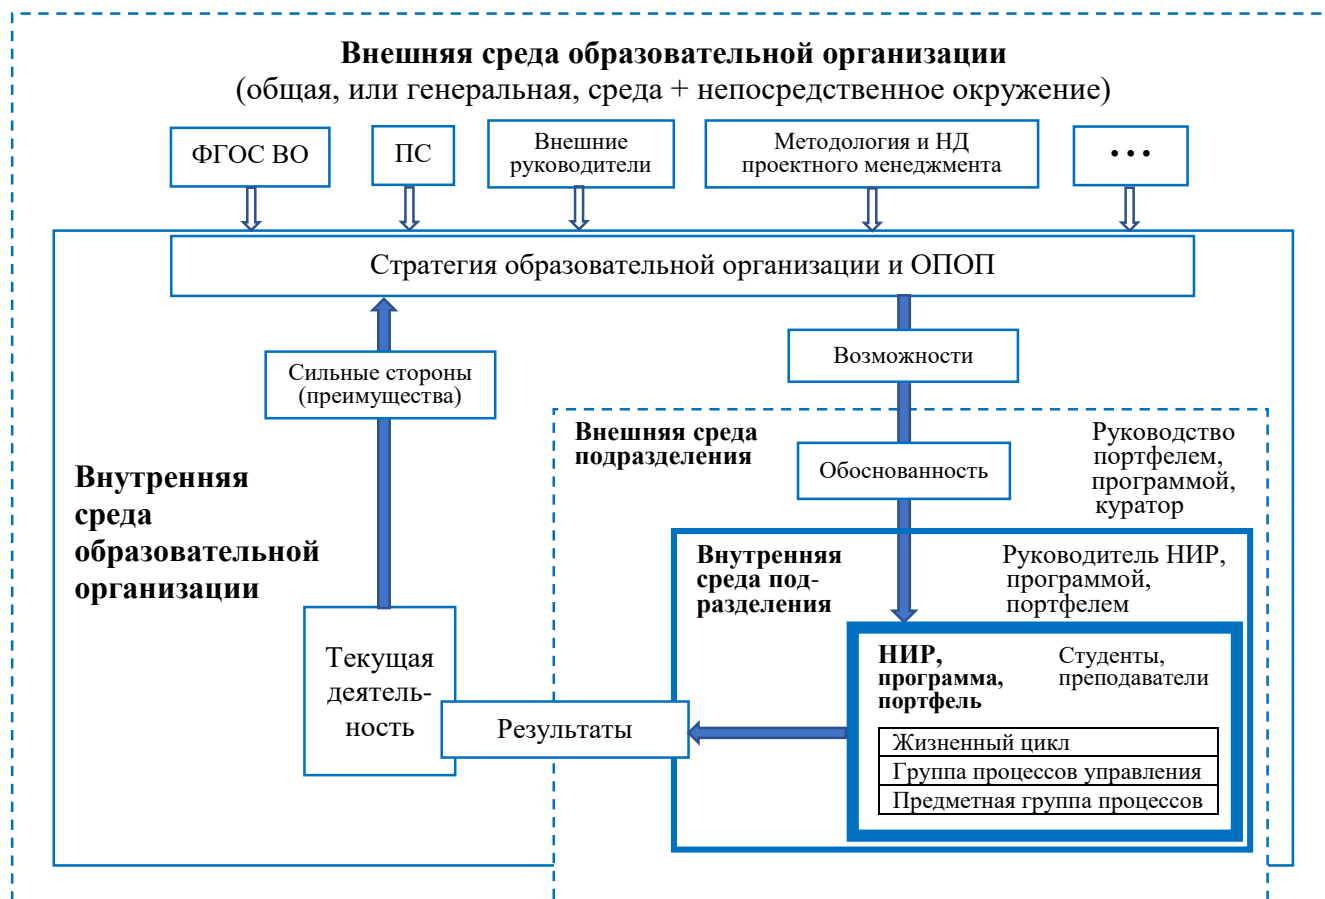 Внешняя среда образовательной организации
(общая, или генеральная, среда + непосредственное окружение)
ФГОС ВО
ПС
Внешние
руководители
Методология и НД
проектного менеджмента
•••
Стратегия образовательной организации и ОПОП
Сильные стороны
(преимущества)
Возможности
Внешняя среда
подразделения
Обоснованность
Руководство
портфелем,
программой,
куратор
Внутренняя
среда
образовательной
организации
Внутренняя
среда под-
разделения
Руководитель НИР,
программой,
портфелем
Текущая
деятель-
ность
Результаты
НИР,
программа,
портфель
Студенты,
преподаватели
Жизненный цикл
Группа процессов управления
Предметная группа процессов